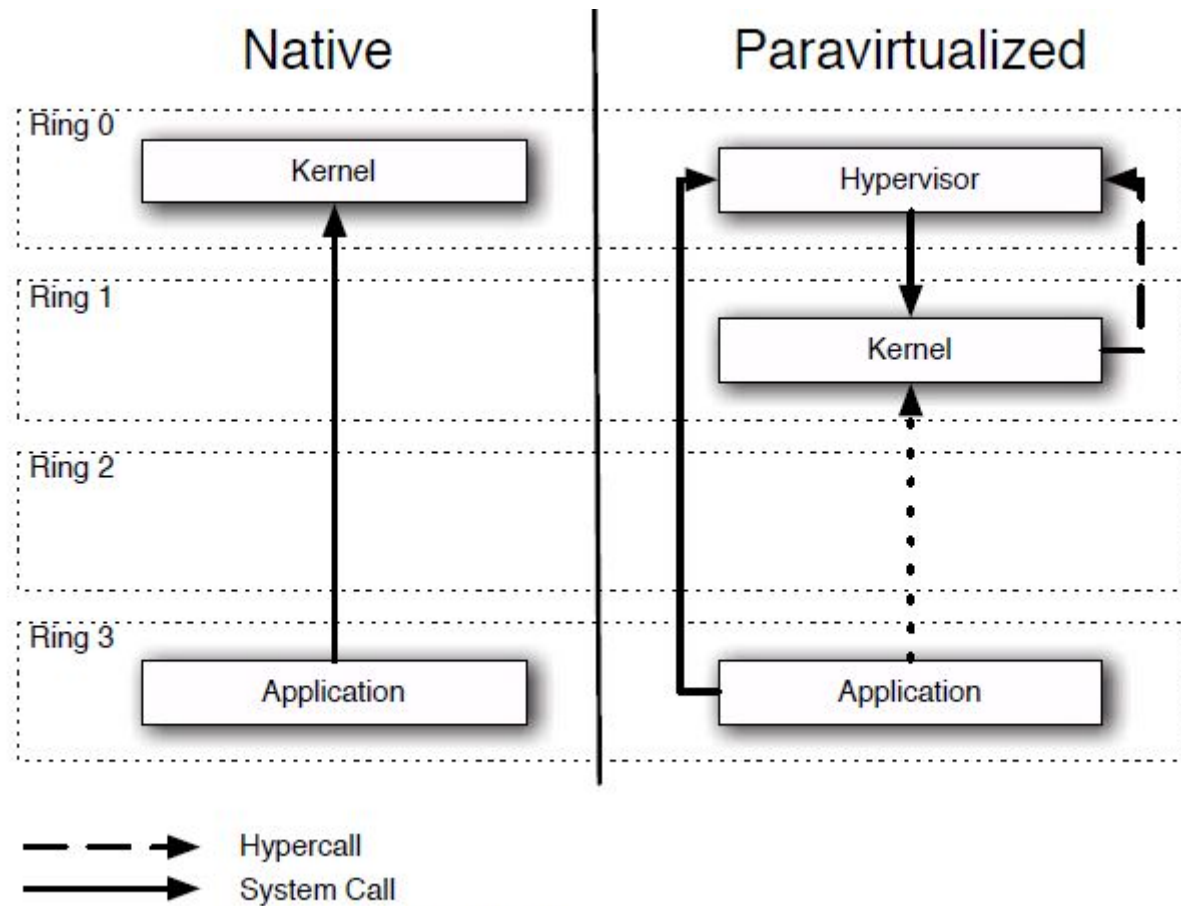 Native
Paravirtualized
Ring 0
Kernel
Hypervisor
Ring 1
Kernel
Ring 2
Ring 3
Application
Application
Hypercall
System Call